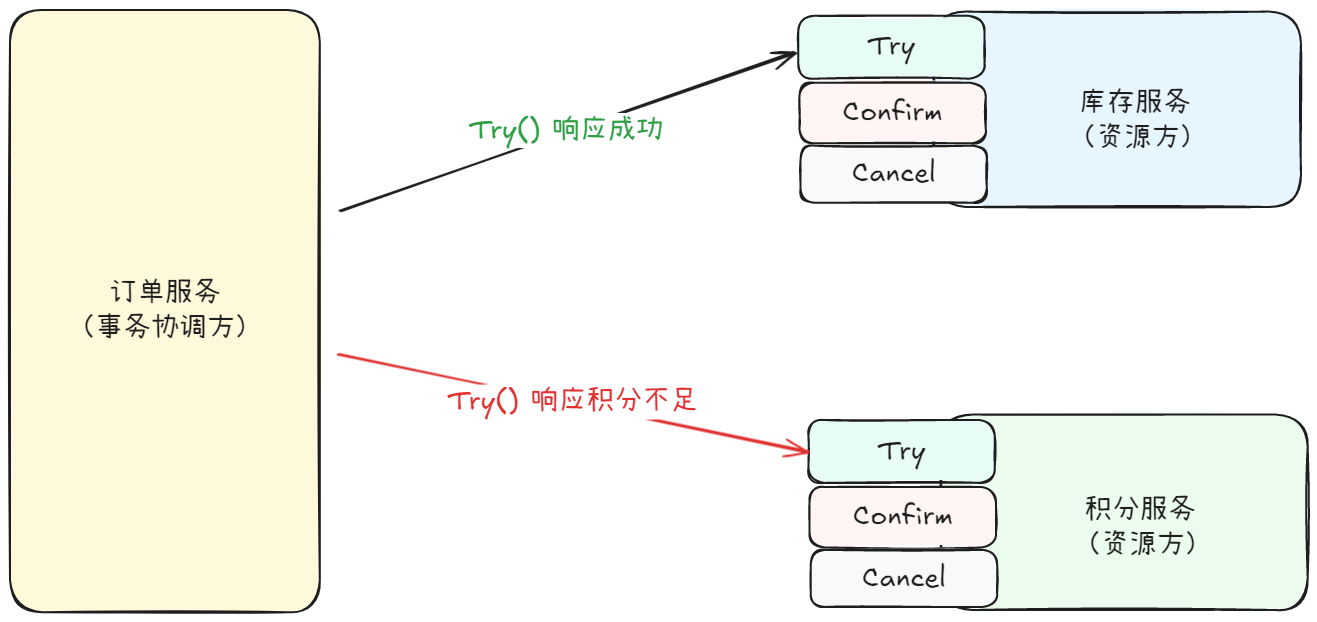 订单服务
（事务协调方）
Try() 响应成功
Try
Confirm
Cancel
库存服务
（资源方）
Try() 响应积分不足
Try
Confirm
Cancel
积分服务
（资源方）